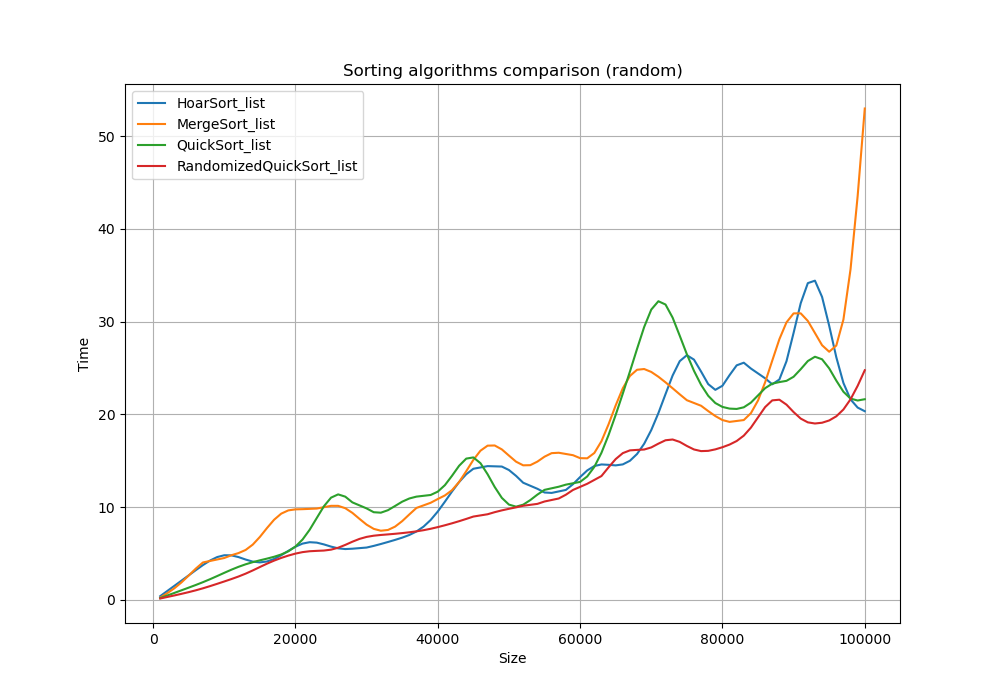 Sorting algorithms comparison (random)
HoarSort_list
MergeSort_list
QuickSort_list
RandomizedQuickSort_list
50
40
30
20
10
0
Time
0 20000 40000 60000 80000 100000
Size